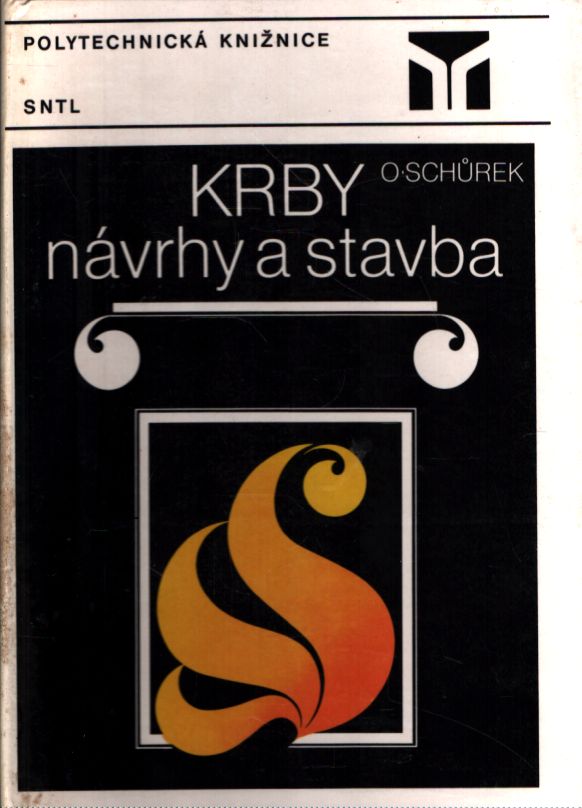 POLYTECHNICKÁ KNIŽNICE
SNTL
O·SCHŮREK
KRBY
návrhy a stavba